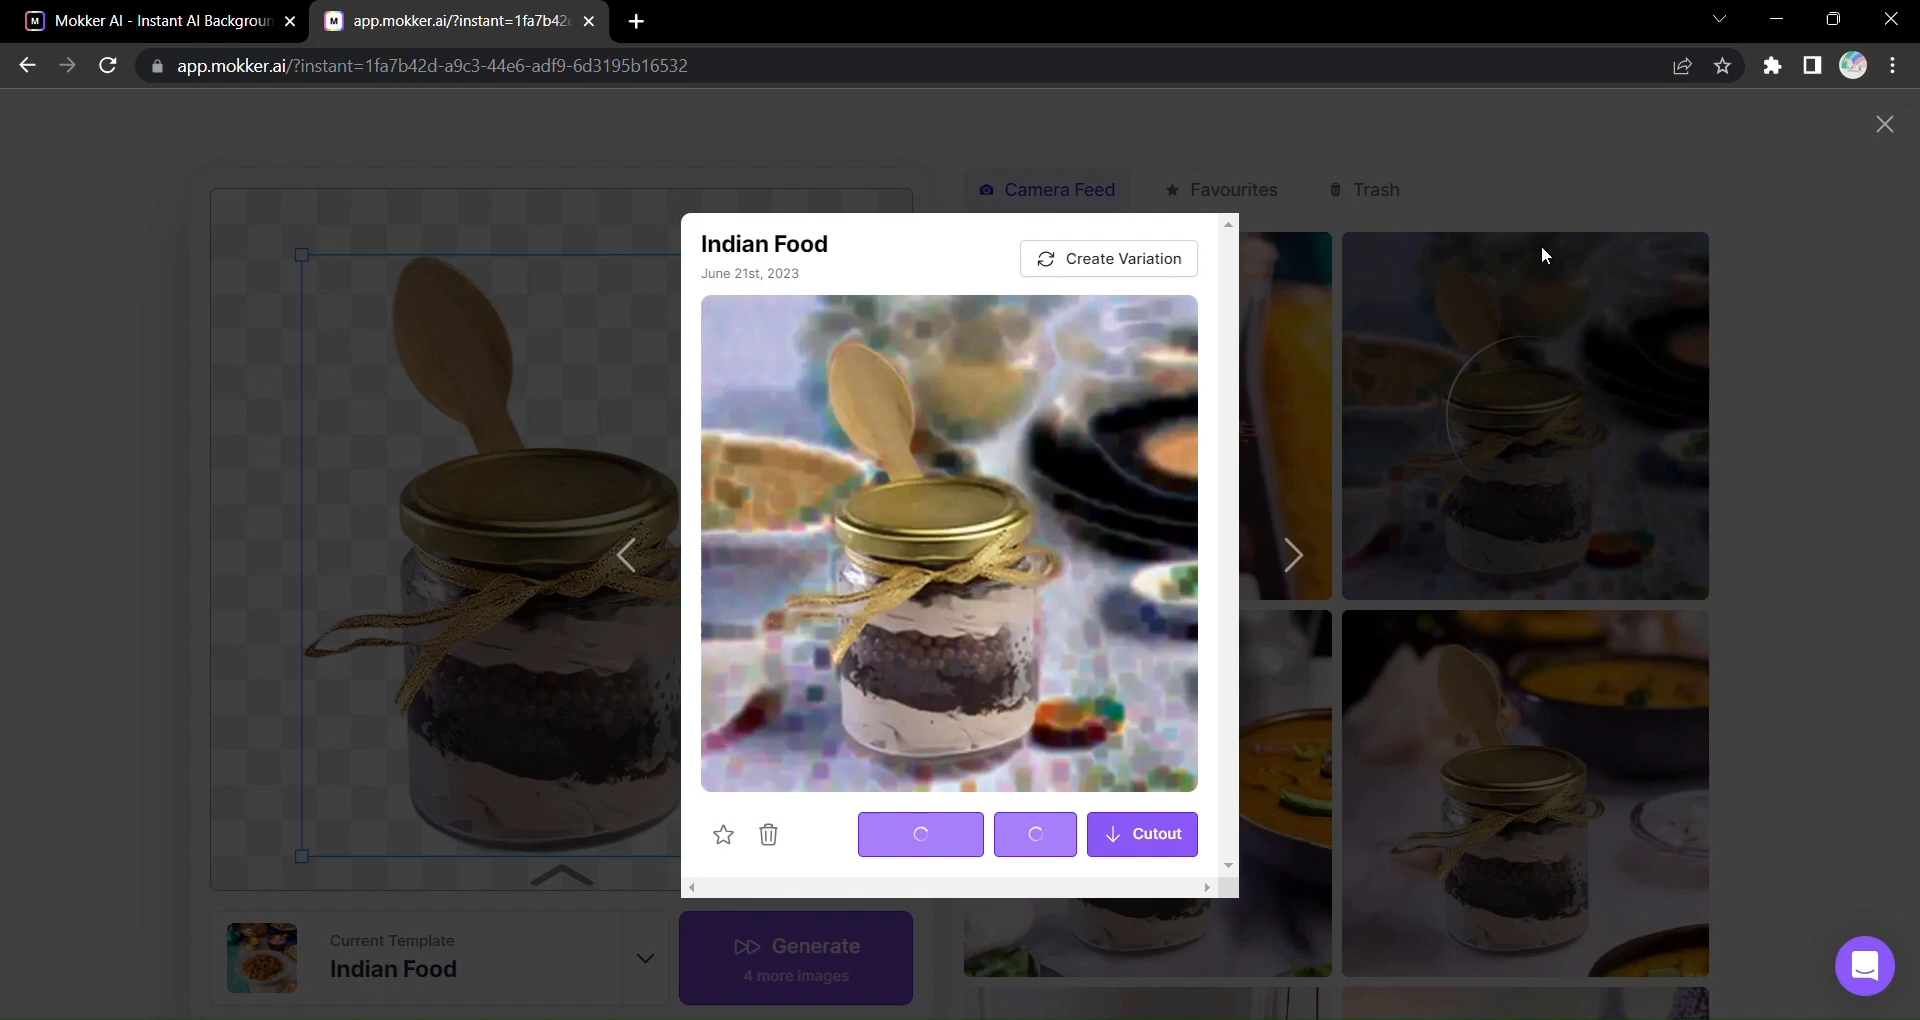 Mokker AI - Instant AI Backgroun
app.mokker.ai/?instant=1fa7b42
app.mokker.ai/?instant=1fa7b42d-a9c3-44e6-adf9-6d3195b16532
Camera Feed
Favourites
Trash
Indian Food
June 21st, 2023
Create Variation
Cutout
Current Template
Indian Food
Generate
4 more images